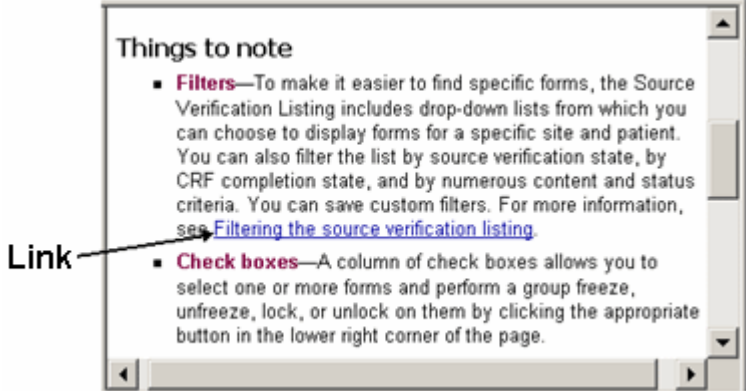 Things to note
▪ Filters—To make it easier to find specific forms, the Source
Verification Listing includes drop-down lists from which you
can choose to display forms for a specific site and patient.
You can also filter the list by source verification state, by
CRF completion state, and by numerous content and status
criteria. You can save custom filters. For more information,
see Filtering the source verification listing.
Link
▪ Check boxes—A column of check boxes allows you to
select one or more forms and perform a group freeze,
unfreeze, lock, or unlock on them by clicking the appropriate
button in the lower right corner of the page.